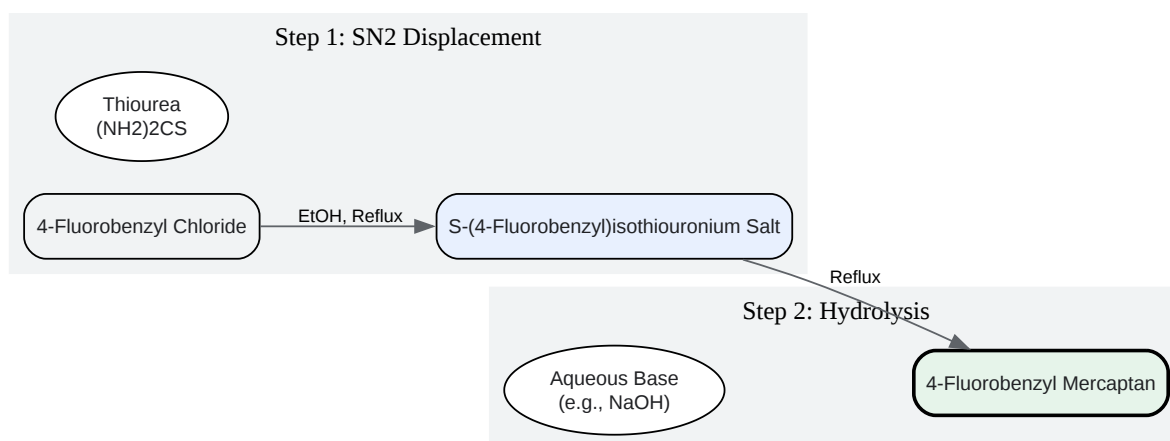 Step 1: SN2 Displacement
Thiourea
(NH2)2CS
4-Fluorobenzyl Chloride
EtOH, Reflux
S-(4-Fluorobenzyl)isothiouronium Salt
Reflux
Step 2: Hydrolysis
Aqueous Base
(e.g., NaOH)
4-Fluorobenzyl Mercaptan